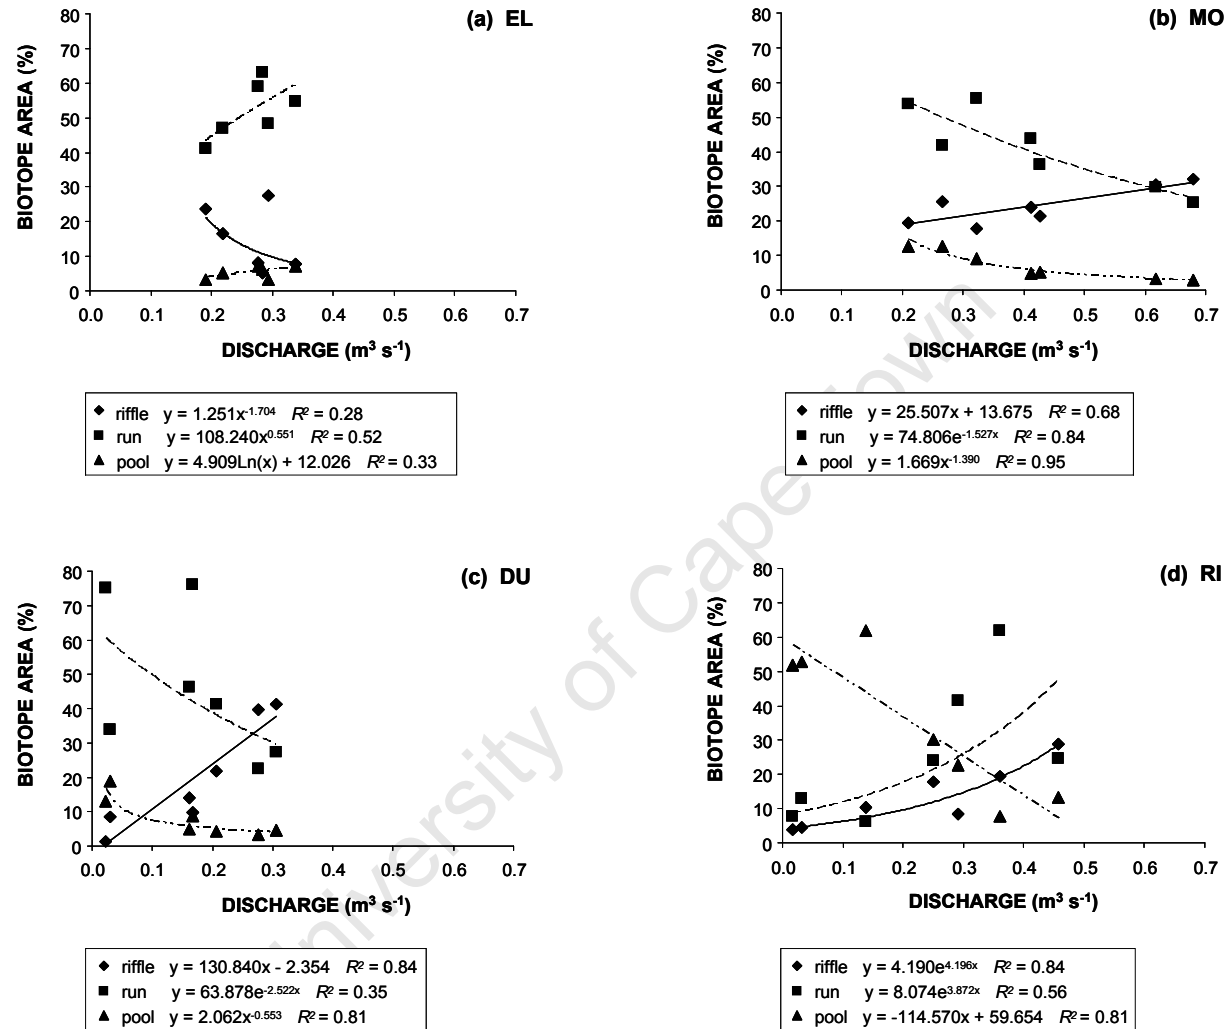 (a) EL
BIOTOPE AREA (%)
80
70
60
50
40
30
20
10
0
0.0 0.1 0.2 0.3 0.4 0.5 0.6 0.7
DISCHARGE (m³ s⁻¹)
riffle y = 1.251x⁻¹·⁷⁰⁴ R² = 0.28
run y = 108.240x⁰·⁵⁵¹ R² = 0.52
pool y = 4.909Ln(x) + 12.026 R² = 0.33
(b) MO
BIOTOPE AREA (%)
80
70
60
50
40
30
20
10
0
0.0 0.1 0.2 0.3 0.4 0.5 0.6 0.7
DISCHARGE (m³ s⁻¹)
riffle y = 25.507x + 13.675 R² = 0.68
run y = 74.806e⁻¹·⁵²⁷ˣ R² = 0.84
pool y = 1.669x⁻¹·³⁹⁰ R² = 0.95
(c) DU
BIOTOPE AREA (%)
80
70
60
50
40
30
20
10
0
0.0 0.1 0.2 0.3 0.4 0.5 0.6 0.7
DISCHARGE (m³ s⁻¹)
riffle y = 130.840x - 2.354 R² = 0.84
run y = 63.878e⁻²·⁵²²ˣ R² = 0.35
pool y = 2.062x⁻⁰·⁵⁵³ R² = 0.81
(d) RI
BIOTOPE AREA (%)
80
70
60
50
40
30
20
10
0
0.0 0.1 0.2 0.3 0.4 0.5 0.6 0.7
DISCHARGE (m³ s⁻¹)
riffle y = 4.190e⁴·¹⁹⁶ˣ R² = 0.84
run y = 8.074e³·⁸⁷²ˣ R² = 0.56
pool y = -114.570x + 59.654 R² = 0.81
University of Cape Town